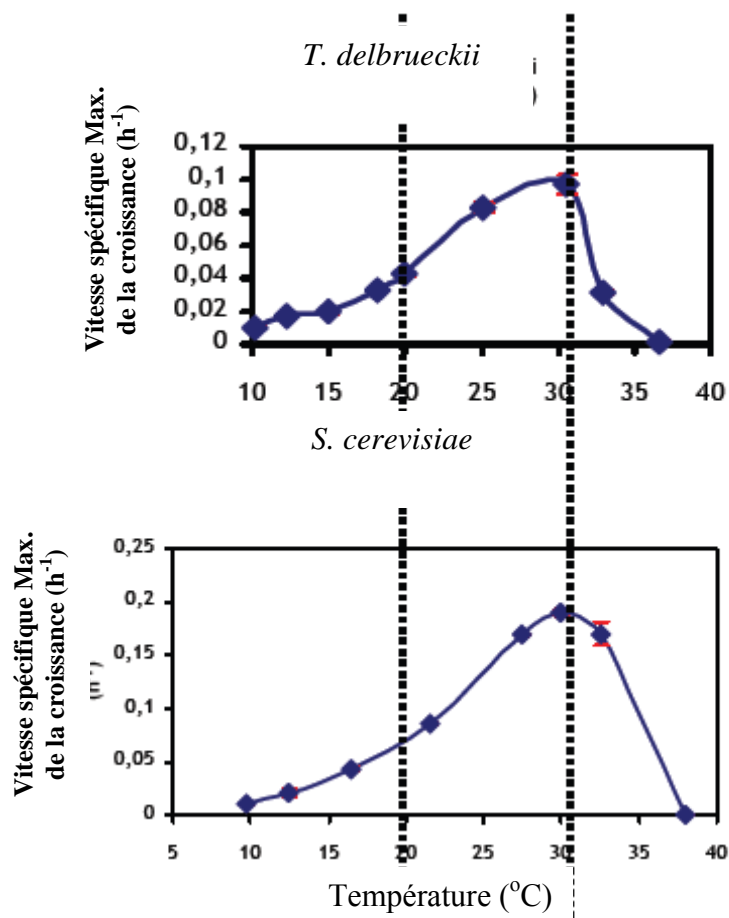 T. delbrueckii
i
)
Vitesse spécifique Max.
de la croissance (h⁻¹)
0,12
0,1
0,08
0,06
0,04
0,02
0
10 15 20 25 30 35 40
S. cerevisiae
Vitesse spécifique Max.
de la croissance (h⁻¹)
0,25
0,2
0,15
0,1
0,05
0
5 10 15 20 25 30 35 40
Température (°C)